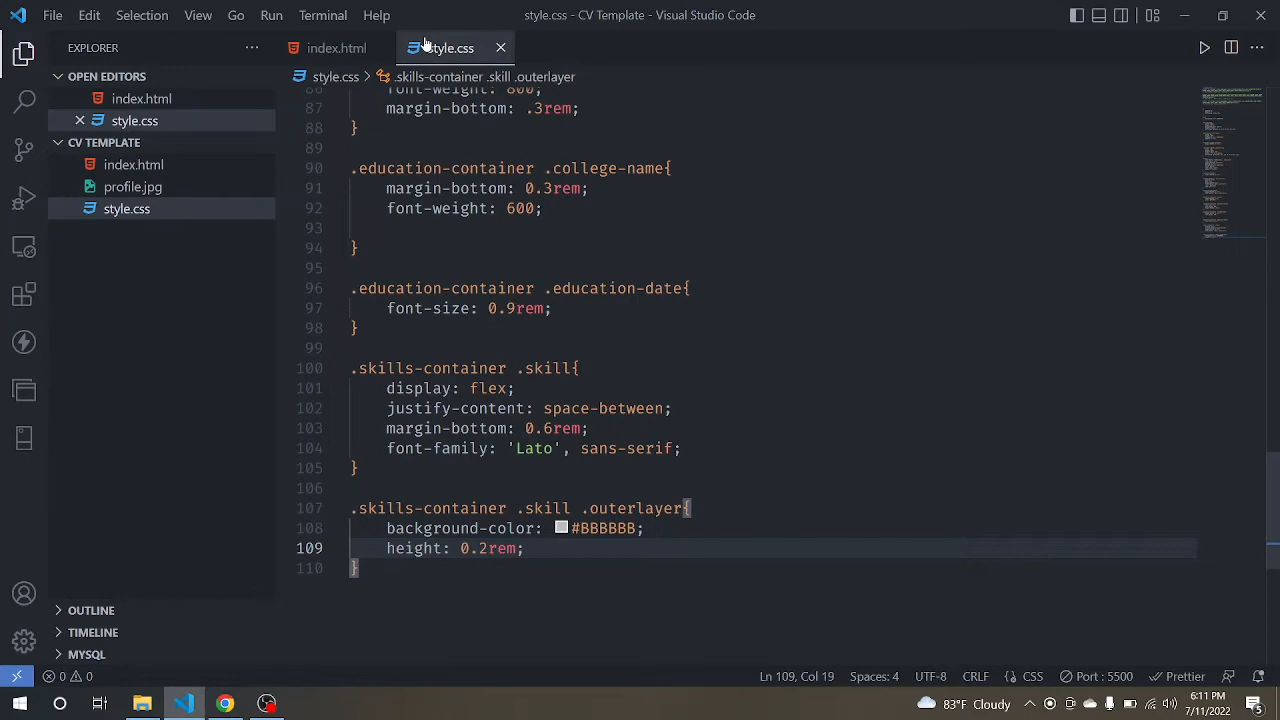 File Edit Selection View Go Run Terminal Help
style.css - CV Template - Visual Studio Code
EXPLORER
index.html
style.css
OPEN EDITORS
index.html
style.css
CV TEMPLATE
index.html
profile.jpg
style.css
OUTLINE
TIMELINE
MYSQL
style.css > .skills-container .skill .outerlayer
86 font-weight: 800;
87 margin-bottom: .3rem;
88 }
89
90 .education-container .college-name{
91 margin-bottom: 0.3rem;
92 font-weight: 600;
93
94 }
95
96 .education-container .education-date{
97 font-size: 0.9rem;
98 }
99
100 .skills-container .skill{
101 display: flex;
102 justify-content: space-between;
103 margin-bottom: 0.6rem;
104 font-family: 'Lato', sans-serif;
105 }
106
107 .skills-container .skill .outerlayer{
108 background-color: #BBBBBB;
109 height: 0.2rem;
110 }
0 0
Ln 109, Col 19 Spaces: 4 UTF-8 CRLF {} CSS Port : 5500 Prettier
83°F Cloudy
6:11 PM
7/11/2022
5